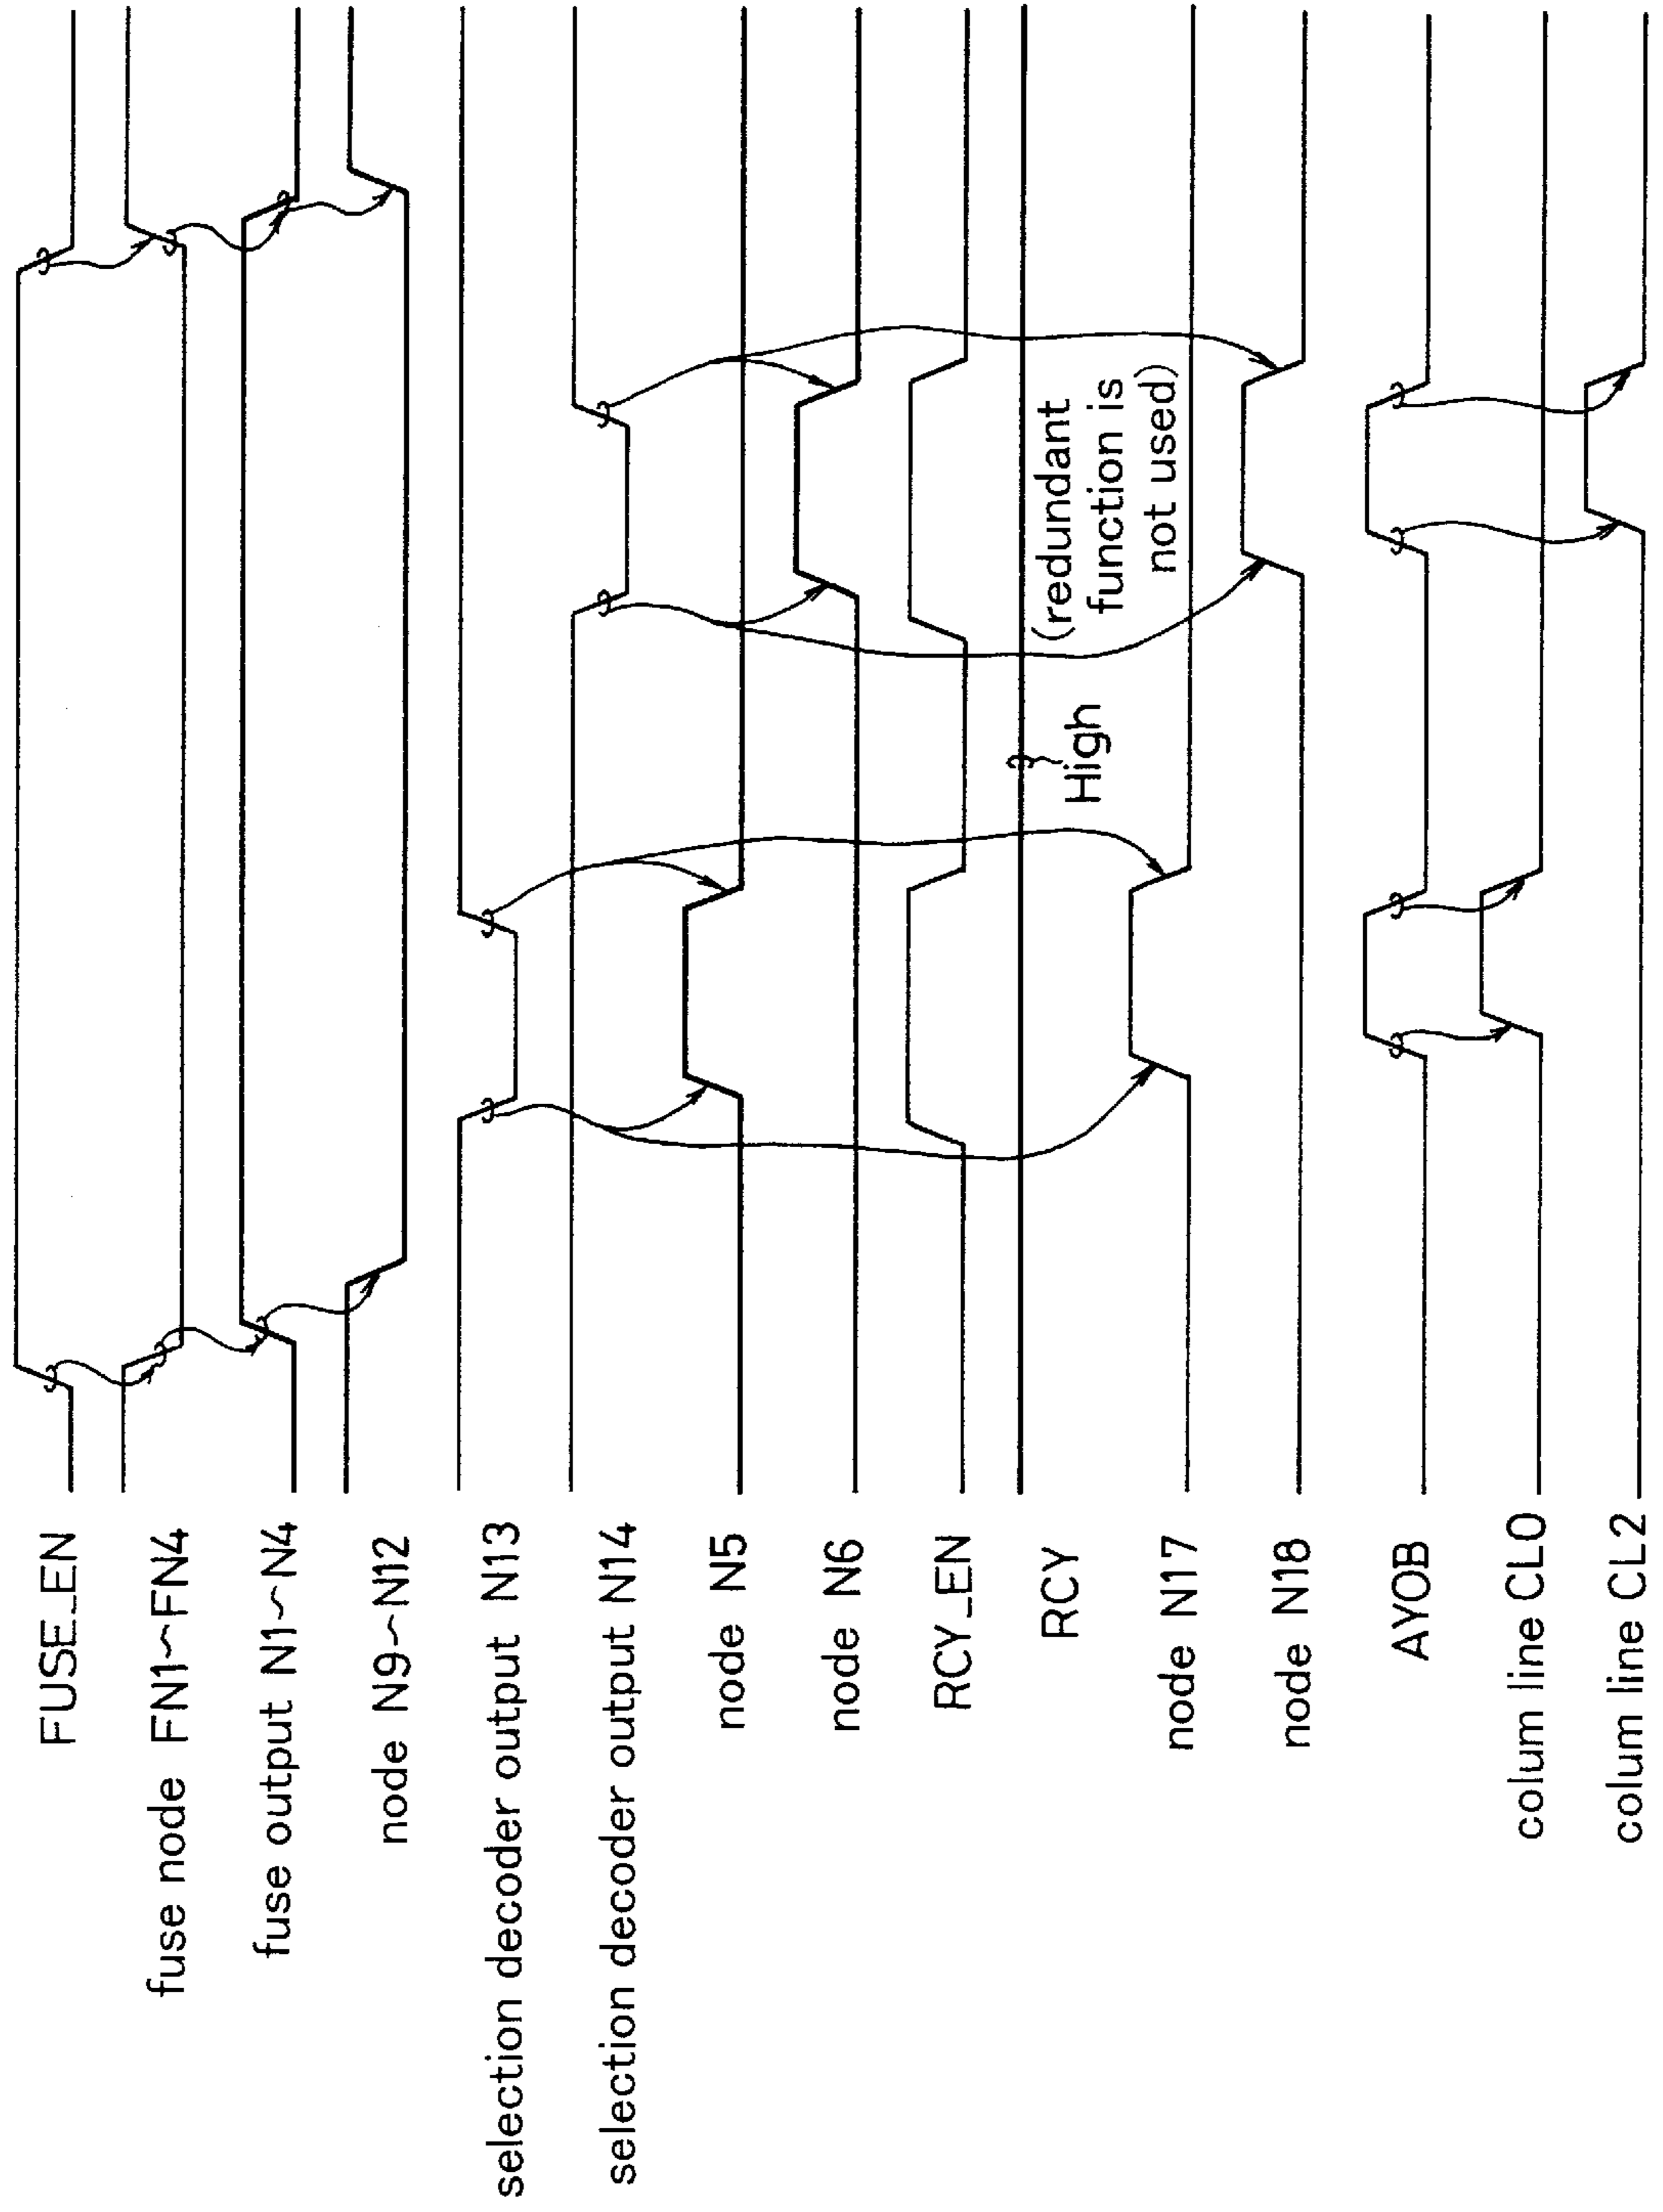 FUSE_EN
fuse node FN1~FN4
fuse output N1~N4
node N9~N12
selection decoder output N13
selection decoder output N14
node N5
node N6
RCY_EN
RCY
High
(redundant
function is
not used)
node N17
node N18
AYOB
colum line CL0
colum line CL2